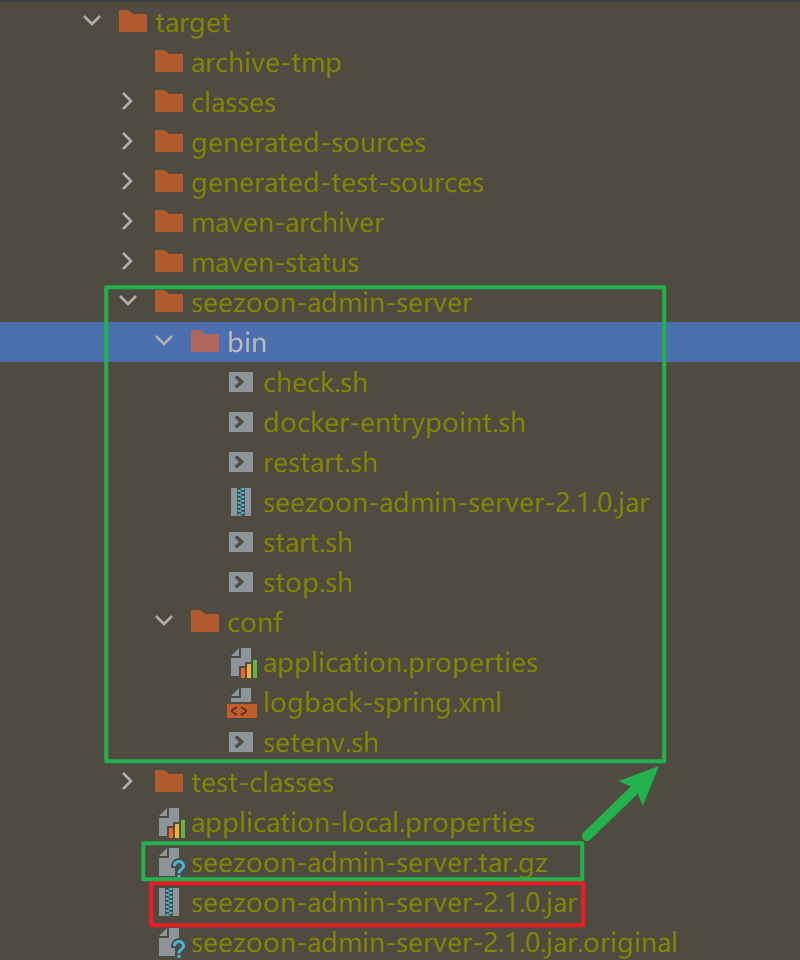 target
archive-tmp
classes
generated-sources
generated-test-sources
maven-archiver
maven-status
seezoon-admin-server
bin
check.sh
docker-entrypoint.sh
restart.sh
seezoon-admin-server-2.1.0.jar
start.sh
stop.sh
conf
application.properties
logback-spring.xml
setenv.sh
test-classes
application-local.properties
seezoon-admin-server.tar.gz
seezoon-admin-server-2.1.0.jar
seezoon-admin-server-2.1.0.jar.original